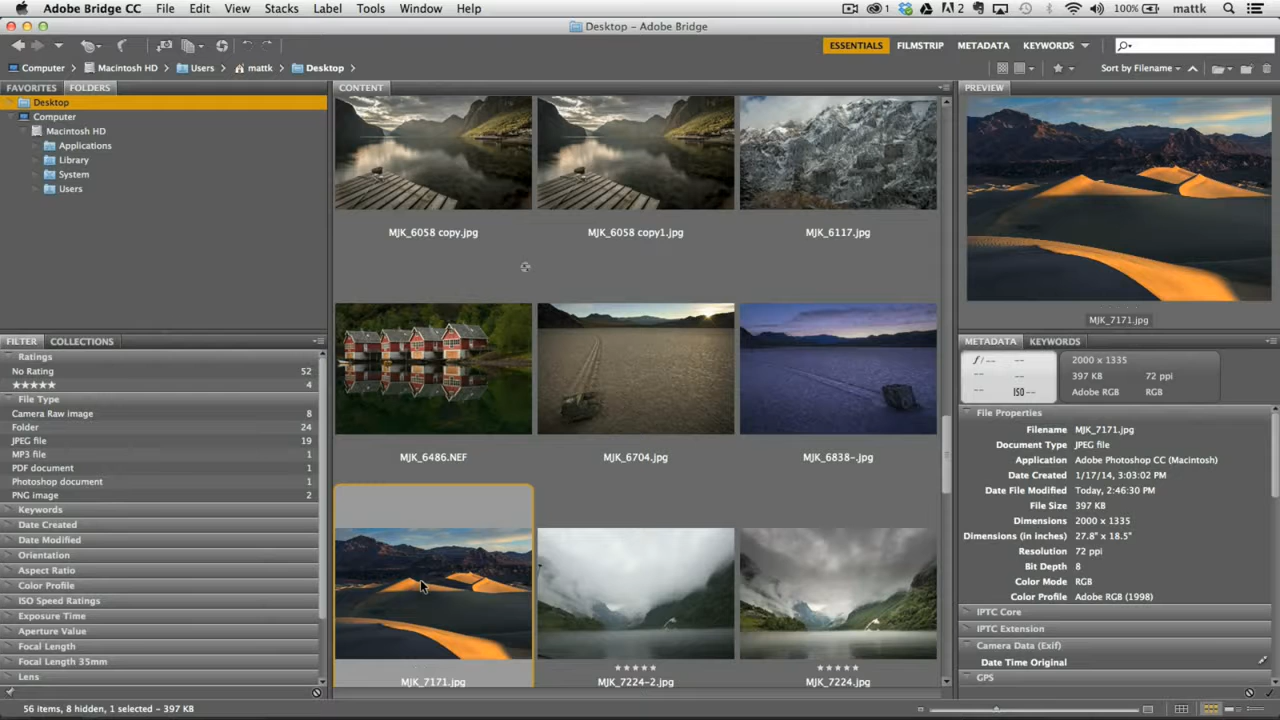 Adobe Bridge CC File Edit View Stacks Label Tools Window Help 1 2 100% mattk
Desktop – Adobe Bridge
ESSENTIALS FILMSTRIP METADATA KEYWORDS
Computer Macintosh HD Users mattk Desktop Sort by Filename
FAVORITES FOLDERS
Desktop
Computer
Macintosh HD
Applications
Library
System
Users
FILTER COLLECTIONS
Ratings
No Rating 52
★★★★★ 4
File Type
Camera Raw image 8
Folder 24
JPEG file 19
MP3 file 1
PDF document 1
Photoshop document 1
PNG image 2
Keywords
Date Created
Date Modified
Orientation
Aspect Ratio
Color Profile
ISO Speed Ratings
Exposure Time
Aperture Value
Focal Length
Focal Length 35mm
Lens
CONTENT
MJK_6058 copy.jpg MJK_6058 copy1.jpg MJK_6117.jpg
MJK_6486.NEF MJK_6704.jpg MJK_6838-.jpg
★★★★★ ★★★★★
MJK_7171.jpg MJK_7224-2.jpg MJK_7224.jpg
PREVIEW
MJK_7171.jpg
METADATA KEYWORDS
ƒ/-- -- 2000 x 1335
-- -- 397 KB 72 ppi
-- ISO -- Adobe RGB RGB
File Properties
Filename MJK_7171.jpg
Document Type JPEG file
Application Adobe Photoshop CC (Macintosh)
Date Created 1/17/14, 3:03:02 PM
Date File Modified Today, 2:46:30 PM
File Size 397 KB
Dimensions 2000 x 1335
Dimensions (in inches) 27.8" x 18.5"
Resolution 72 ppi
Bit Depth 8
Color Mode RGB
Color Profile Adobe RGB (1998)
IPTC Core
IPTC Extension
Camera Data (Exif)
Date Time Original
GPS
56 items, 8 hidden, 1 selected – 397 KB